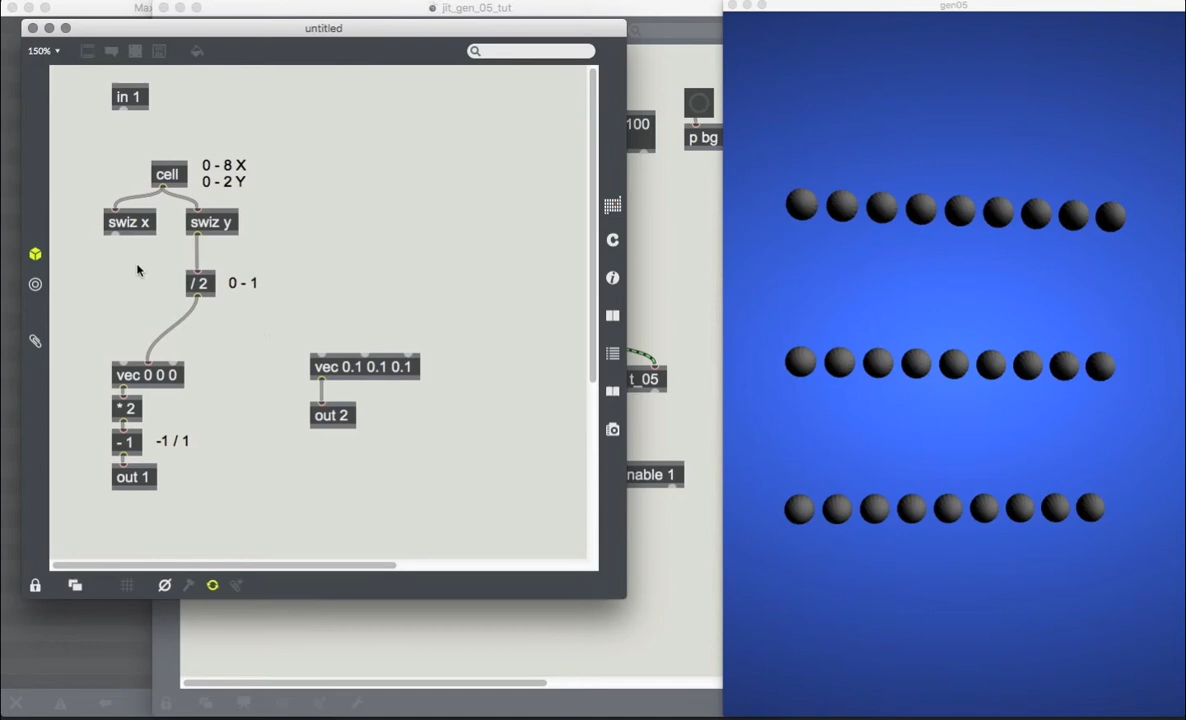 Max
jit_gen_05_tut
gen05
untitled
150%
in 1
100
p bg
cell
0 - 8 X
0 - 2 Y
swiz x
swiz y
/ 2
0 - 1
vec 0 0 0
vec 0.1 0.1 0.1
t_05
* 2
out 2
- 1
-1 / 1
out 1
nable 1